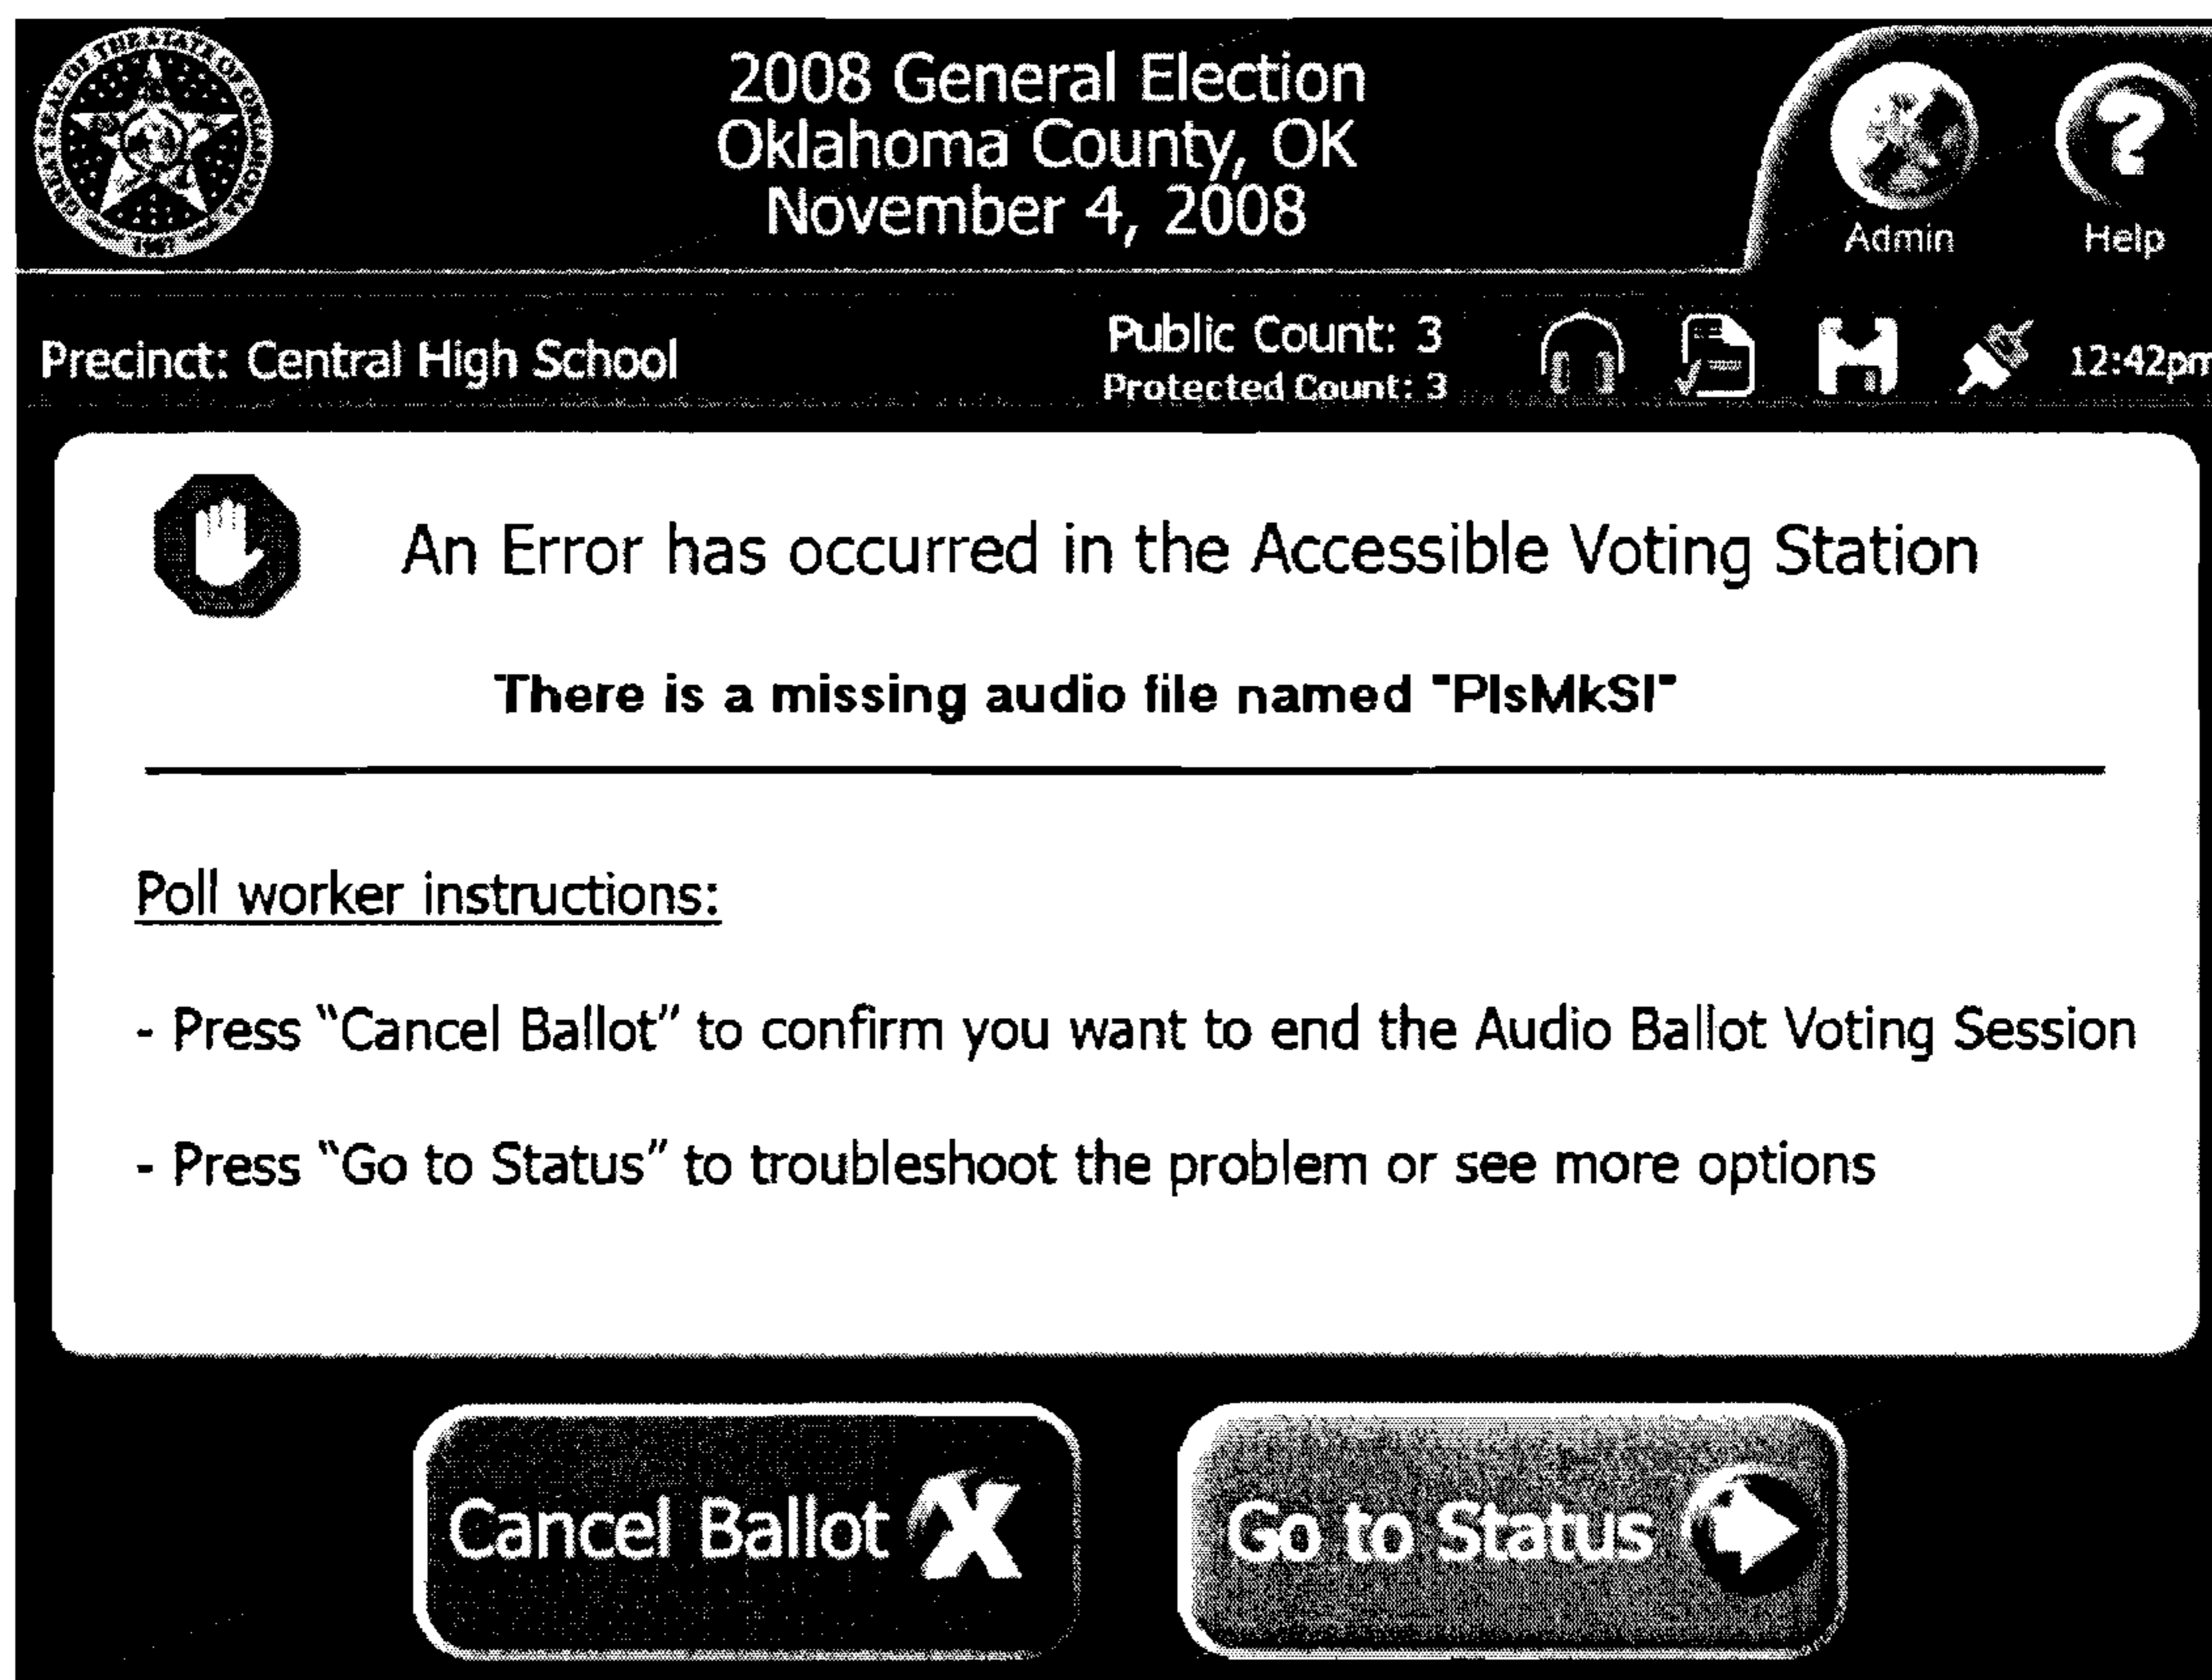 2008 General Election
Oklahoma County, OK
November 4, 2008
Admin
Help
Precinct: Central High School
Public Count: 3
Protected Count: 3
12:42pm
An Error has occurred in the Accessible Voting Station
There is a missing audio file named "PlsMkSl"
Poll worker instructions:
- Press “Cancel Ballot” to confirm you want to end the Audio Ballot Voting Session
- Press “Go to Status” to troubleshoot the problem or see more options
Cancel Ballot X
Go to Status